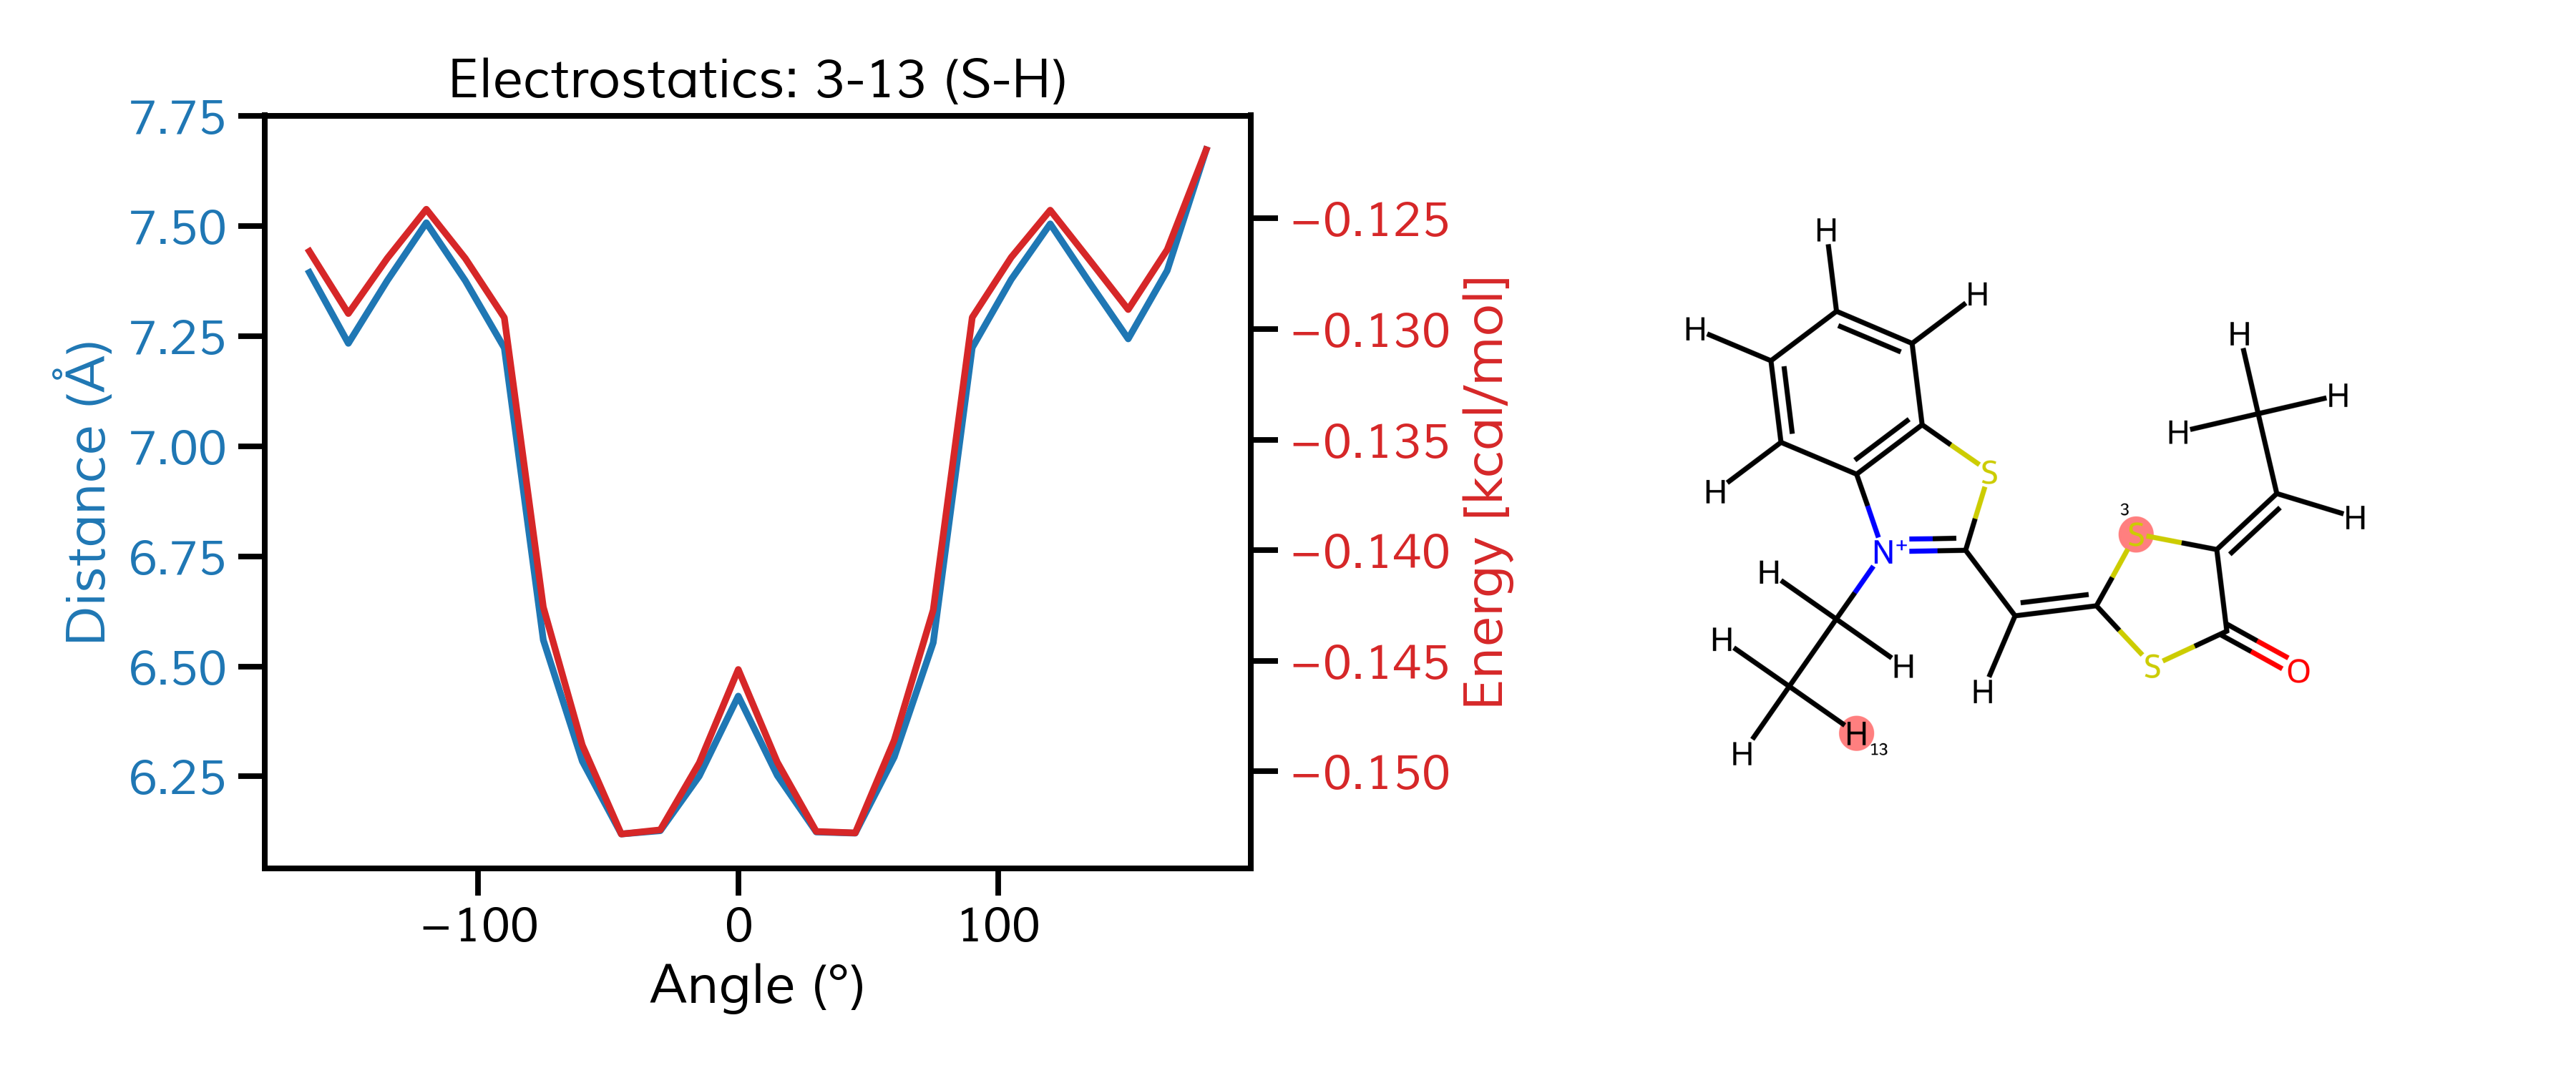 Electrostatics: 3-13 (S-H)
7.75
7.50
7.25
7.00
6.75
6.50
6.25
Distance (Å)
−100
0
100
Angle (°)
−0.125
−0.130
−0.135
−0.140
−0.145
−0.150
Energy [kcal/mol]
H
H
H
H
H
H
H
S
3
S
H
N+
H
H
H
H
S
O
H
H
13